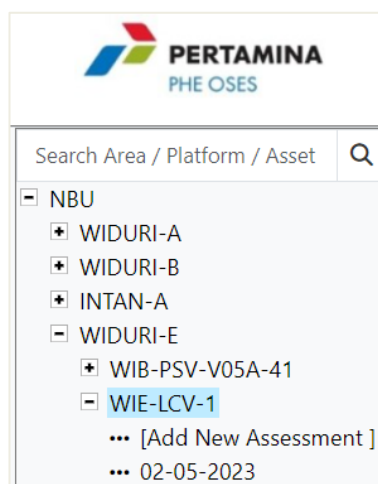 PERTAMINA
PHE OSES
Search Area / Platform / Asset
NBU
WIDURI-A
WIDURI-B
INTAN-A
WIDURI-E
WIB-PSV-V05A-41
WIE-LCV-1
[Add New Assessment ]
02-05-2023